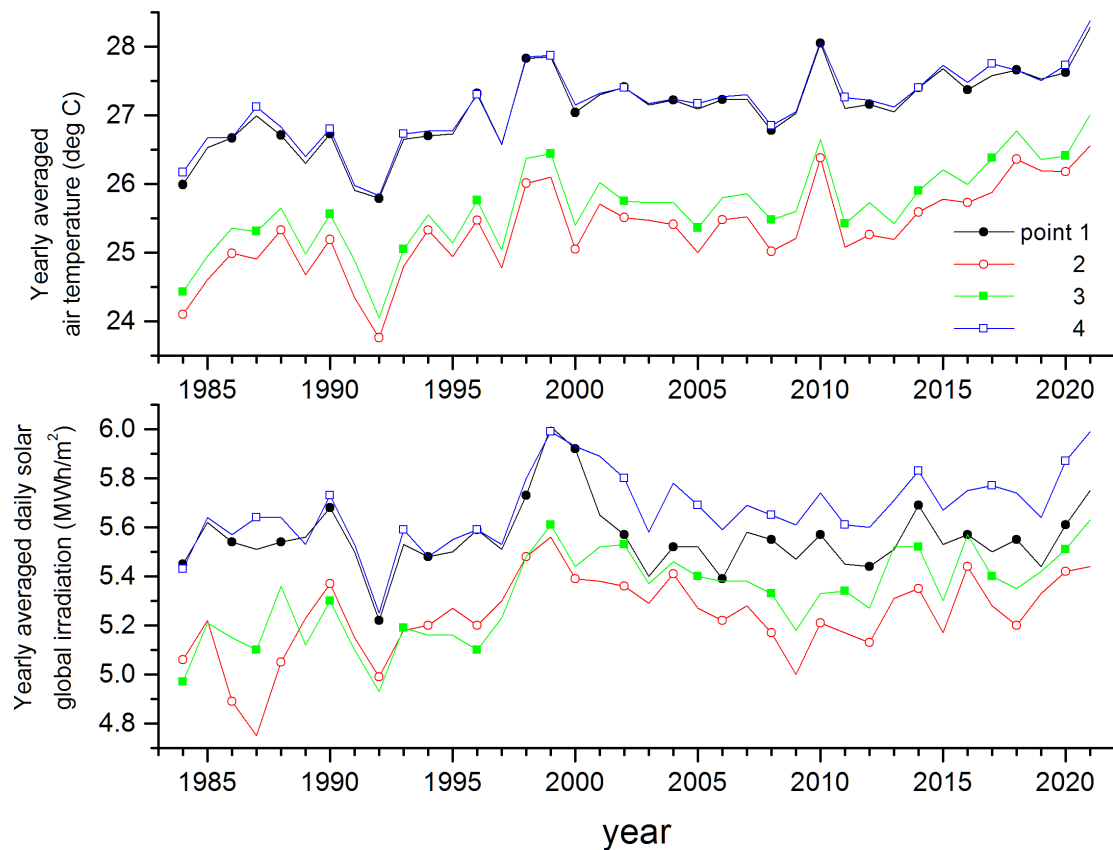 Yearly averaged
air temperature (deg C)
28
27
26
25
24
point 1
2
3
4
1985 1990 1995 2000 2005 2010 2015 2020
Yearly averaged daily solar
global irradiation (MWh/m²)
6.0
5.8
5.6
5.4
5.2
5.0
4.8
1985 1990 1995 2000 2005 2010 2015 2020
year